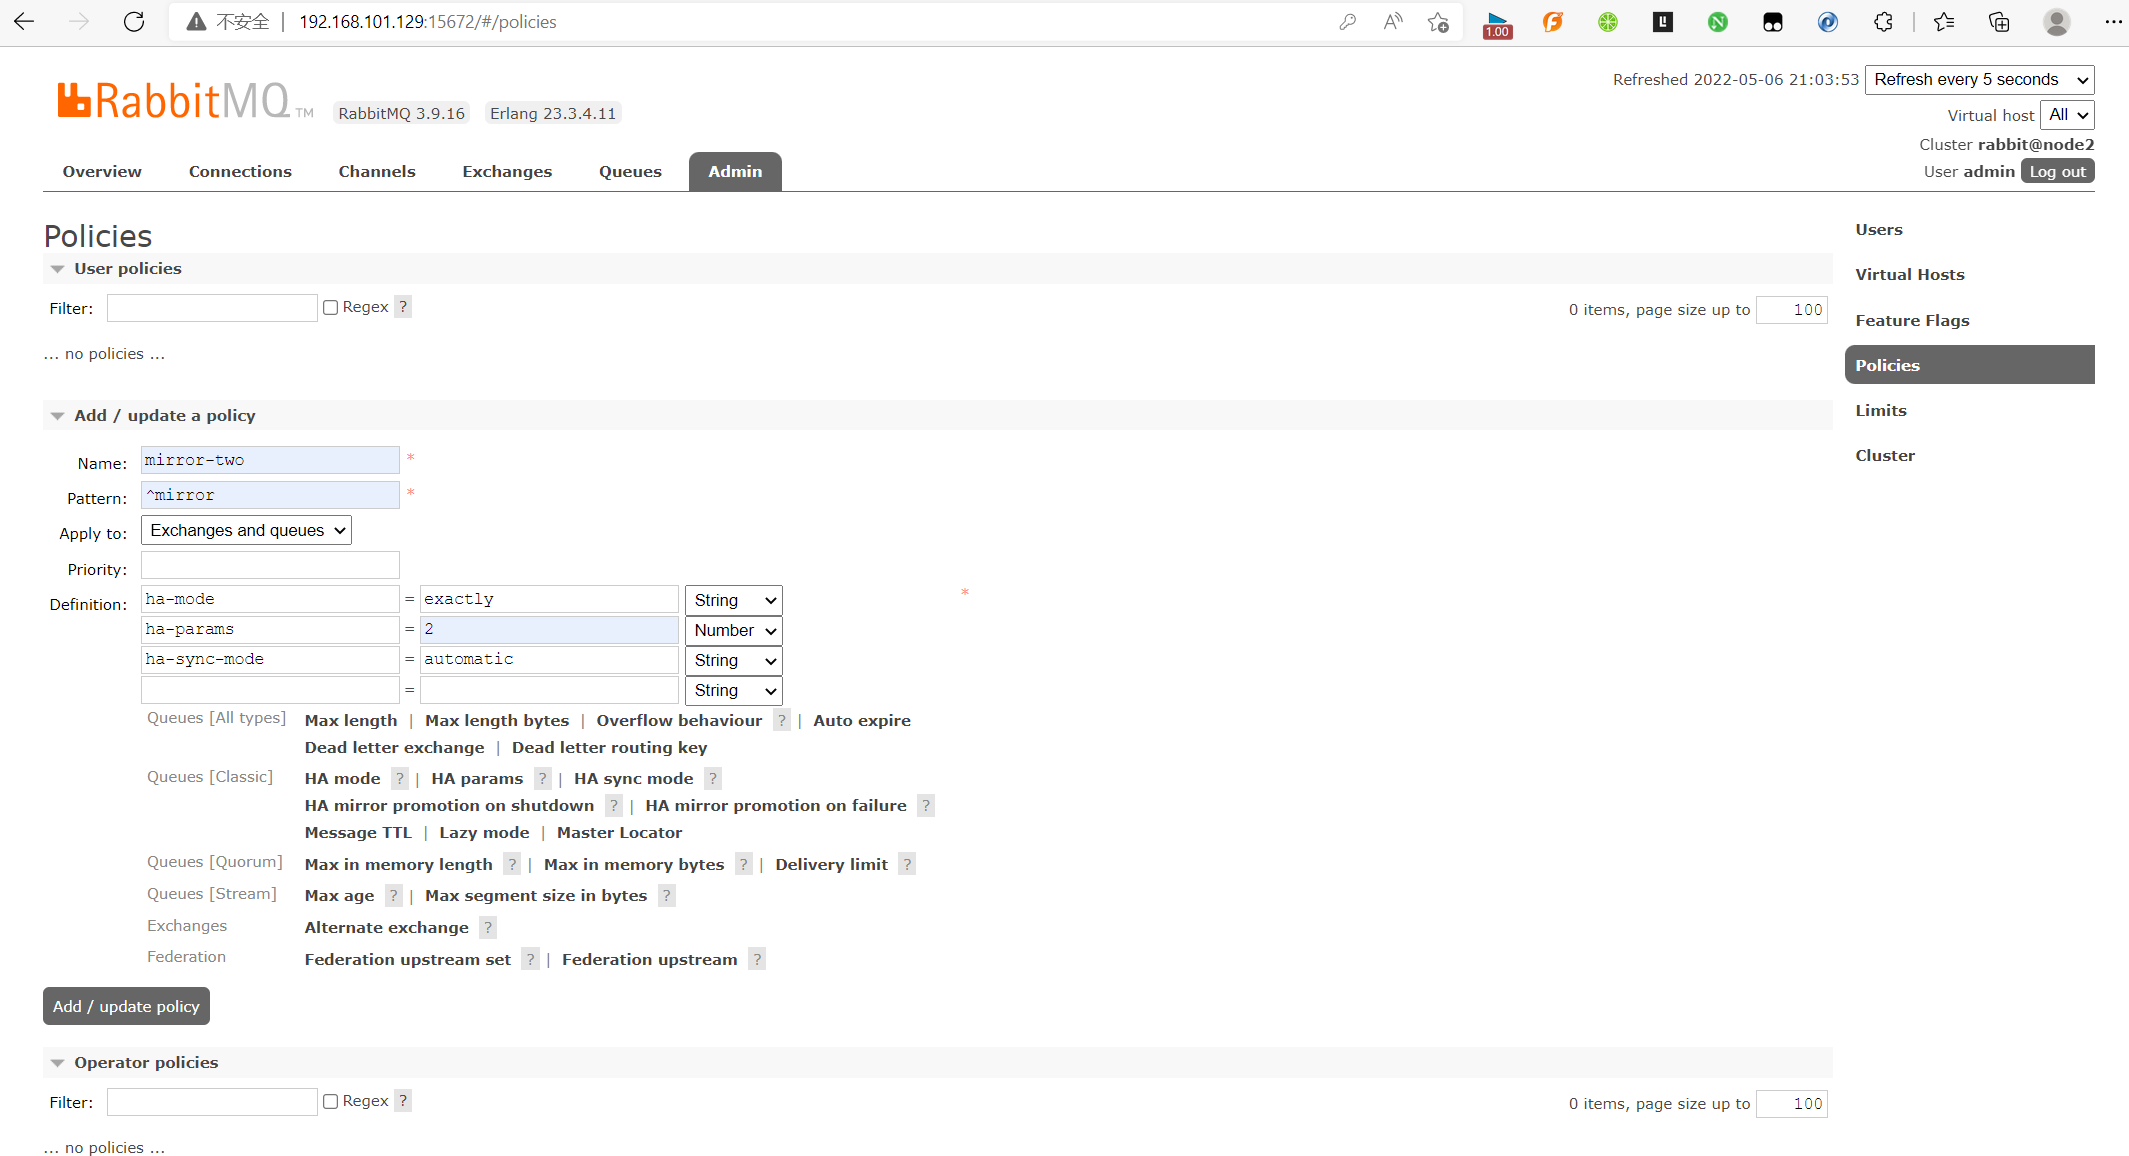 不安全 | 192.168.101.129:15672/#/policies
1.00
RabbitMQ TM RabbitMQ 3.9.16 Erlang 23.3.4.11
Refreshed 2022-05-06 21:03:53 Refresh every 5 seconds
Virtual host All
Cluster rabbit@node2
User admin Log out
Overview Connections Channels Exchanges Queues Admin
Policies
User policies
Filter: Regex ? 0 items, page size up to 100
... no policies ...
Add / update a policy
Name: mirror-two *
Pattern: ^mirror *
Apply to: Exchanges and queues
Priority:
Definition: ha-mode = exactly String *
ha-params = 2 Number
ha-sync-mode = automatic String
= String
Queues [All types] Max length | Max length bytes | Overflow behaviour ? | Auto expire
Dead letter exchange | Dead letter routing key
Queues [Classic] HA mode ? | HA params ? | HA sync mode ?
HA mirror promotion on shutdown ? | HA mirror promotion on failure ?
Message TTL | Lazy mode | Master Locator
Queues [Quorum] Max in memory length ? | Max in memory bytes ? | Delivery limit ?
Queues [Stream] Max age ? | Max segment size in bytes ?
Exchanges Alternate exchange ?
Federation Federation upstream set ? | Federation upstream ?
Add / update policy
Operator policies
Filter: Regex ? 0 items, page size up to 100
... no policies ...
Users
Virtual Hosts
Feature Flags
Policies
Limits
Cluster